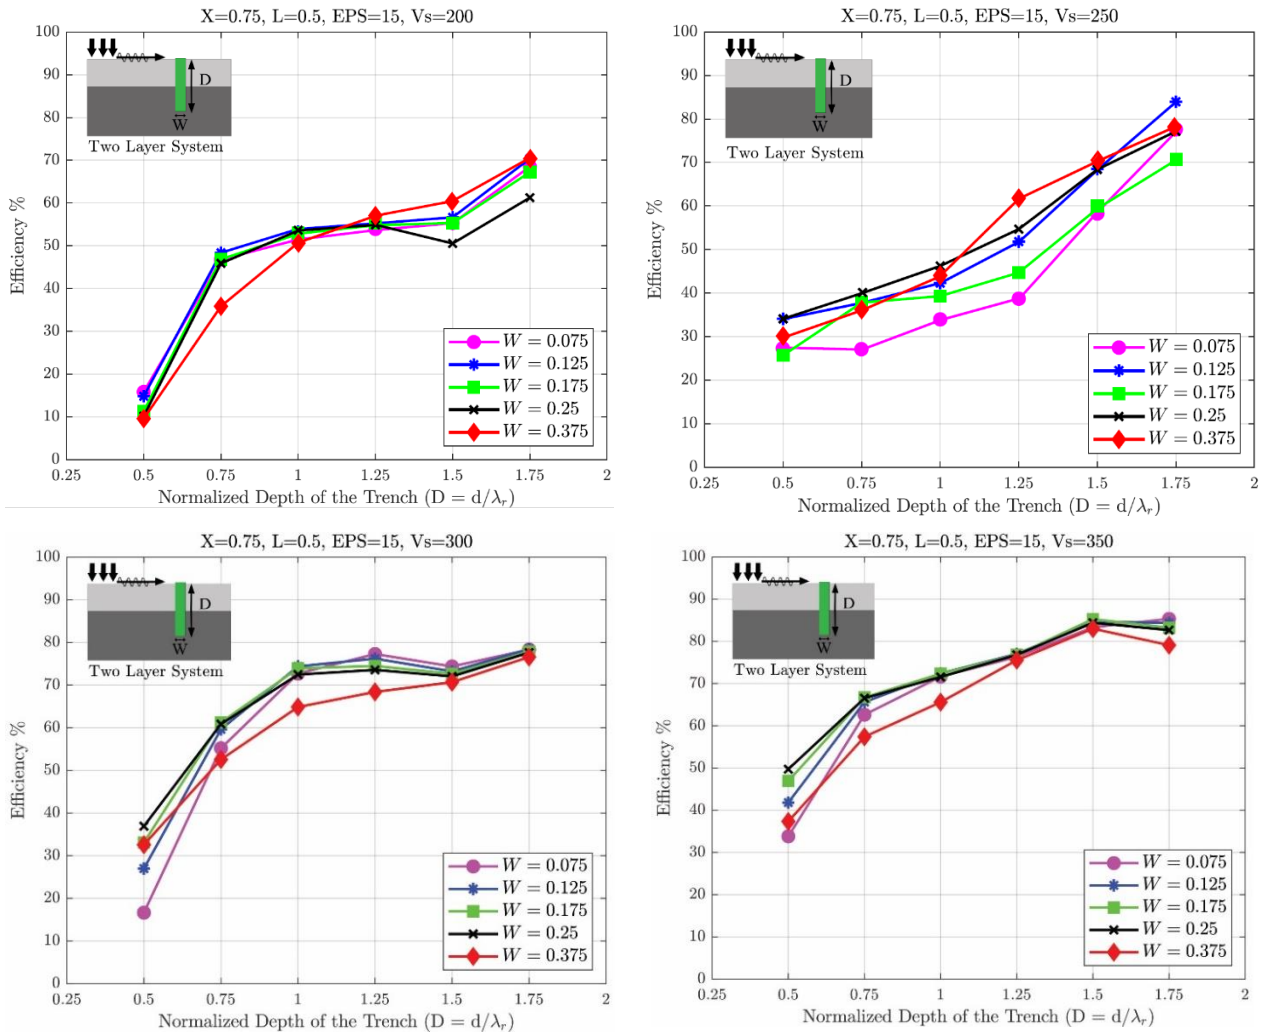 X=0.75, L=0.5, EPS=15, Vs=200
100
90
80
70
60
50
40
30
20
10
0
Efficiency %
D
W
Two Layer System
W = 0.075
W = 0.125
W = 0.175
W = 0.25
W = 0.375
0.25 0.5 0.75 1 1.25 1.5 1.75 2
Normalized Depth of the Trench (D = d/λr)
X=0.75, L=0.5, EPS=15, Vs=250
100
90
80
70
60
50
40
30
20
10
0
Efficiency %
D
W
Two Layer System
W = 0.075
W = 0.125
W = 0.175
W = 0.25
W = 0.375
0.25 0.5 0.75 1 1.25 1.5 1.75 2
Normalized Depth of the Trench (D = d/λr)
X=0.75, L=0.5, EPS=15, Vs=300
100
90
80
70
60
50
40
30
20
10
0
Efficiency %
D
W
Two Layer System
W = 0.075
W = 0.125
W = 0.175
W = 0.25
W = 0.375
0.25 0.5 0.75 1 1.25 1.5 1.75 2
Normalized Depth of the Trench (D = d/λr)
X=0.75, L=0.5, EPS=15, Vs=350
100
90
80
70
60
50
40
30
20
10
0
Efficiency %
D
W
Two Layer System
W = 0.075
W = 0.125
W = 0.175
W = 0.25
W = 0.375
0.25 0.5 0.75 1 1.25 1.5 1.75 2
Normalized Depth of the Trench (D = d/λr)